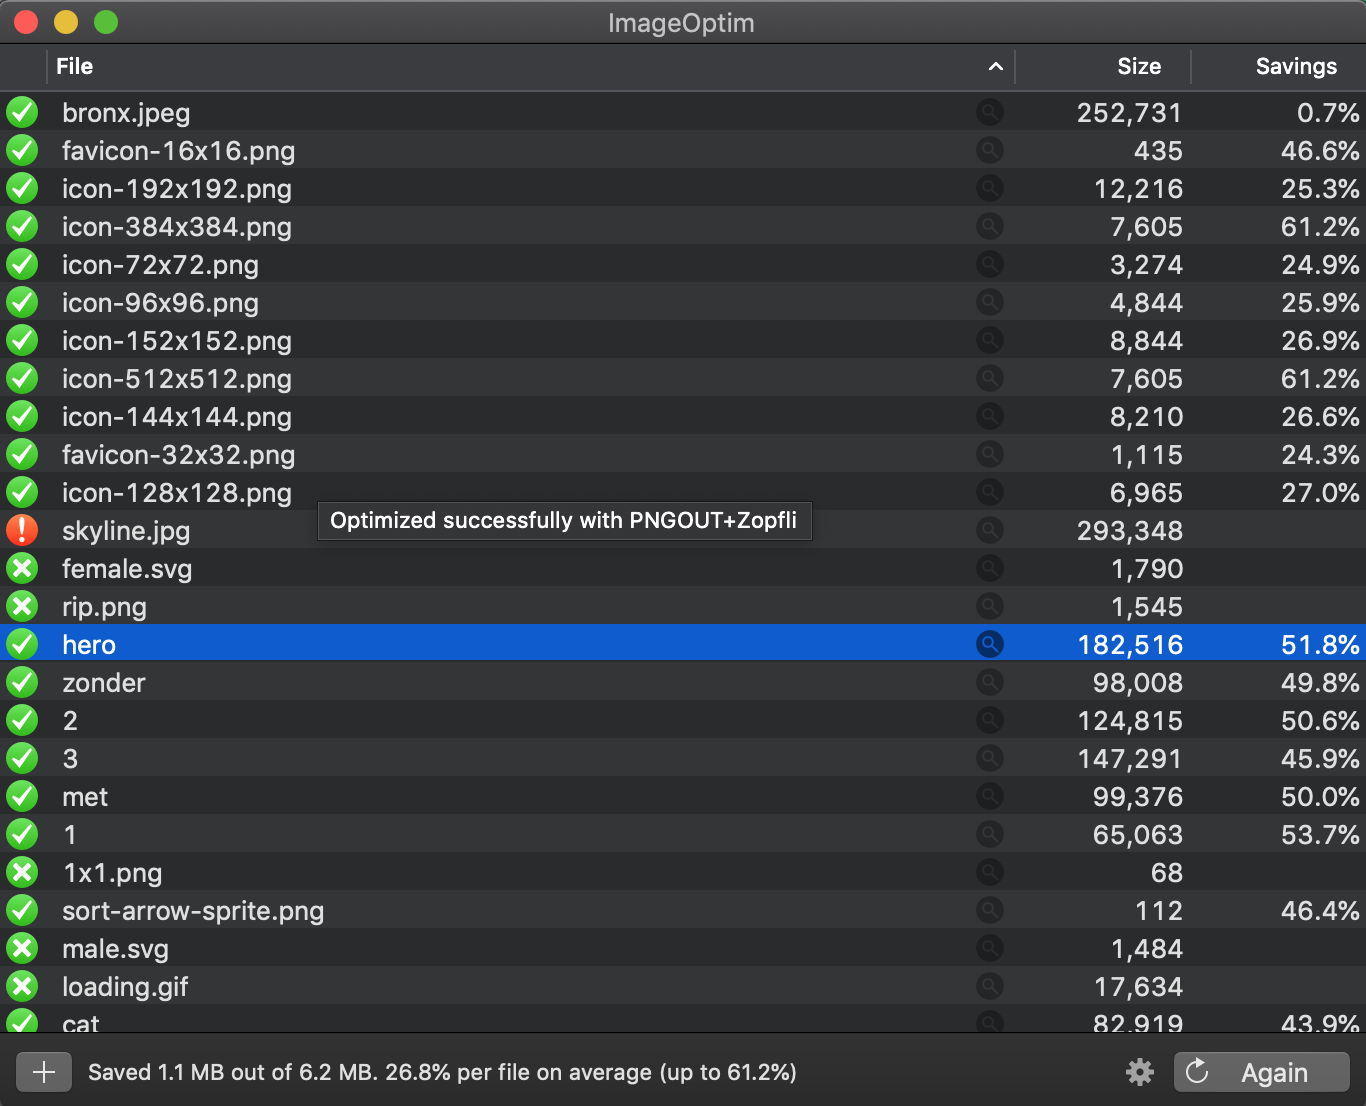 ImageOptim
File Size Savings
bronx.jpeg 252,731 0.7%
favicon-16x16.png 435 46.6%
icon-192x192.png 12,216 25.3%
icon-384x384.png 7,605 61.2%
icon-72x72.png 3,274 24.9%
icon-96x96.png 4,844 25.9%
icon-152x152.png 8,844 26.9%
icon-512x512.png 7,605 61.2%
icon-144x144.png 8,210 26.6%
favicon-32x32.png 1,115 24.3%
icon-128x128.png 6,965 27.0%
Optimized successfully with PNGOUT+Zopfli
skyline.jpg 293,348
female.svg 1,790
rip.png 1,545
hero 182,516 51.8%
zonder 98,008 49.8%
2 124,815 50.6%
3 147,291 45.9%
met 99,376 50.0%
1 65,063 53.7%
1x1.png 68
sort-arrow-sprite.png 112 46.4%
male.svg 1,484
loading.gif 17,634
cat 82,919 43.9%
Saved 1.1 MB out of 6.2 MB. 26.8% per file on average (up to 61.2%)
Again